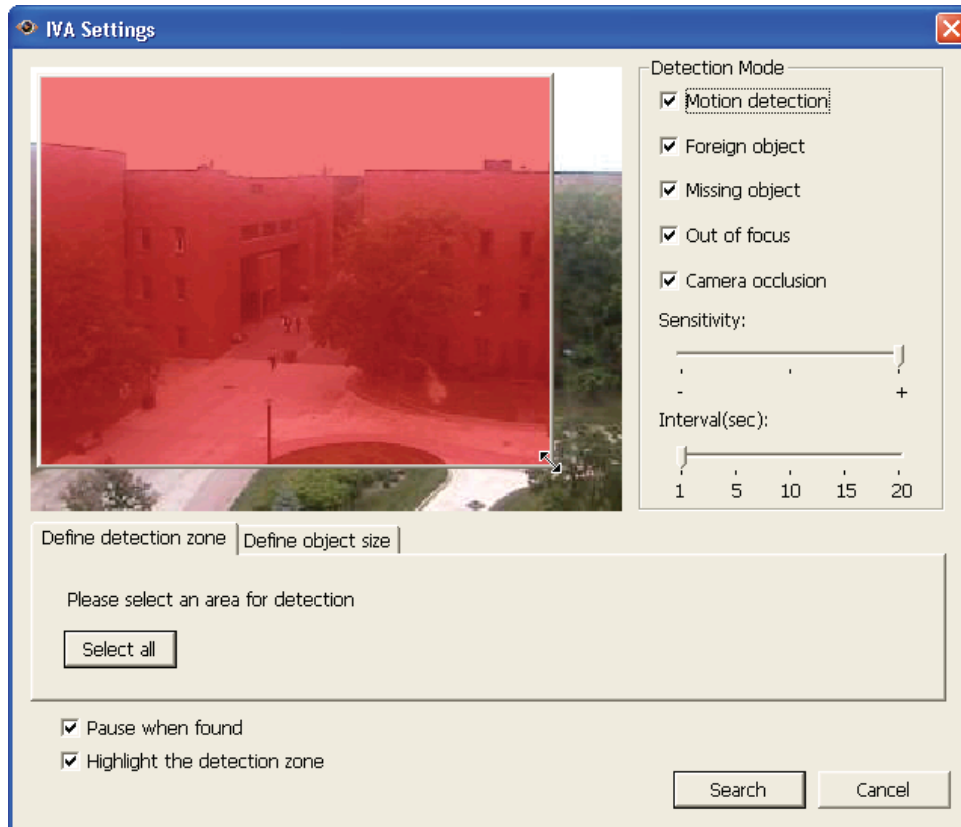 IVA Settings
Detection Mode
Motion detection
Foreign object
Missing object
Out of focus
Camera occlusion
Sensitivity:
- +
Interval(sec):
1 5 10 15 20
Define detection zone Define object size
Please select an area for detection
Select all
Pause when found
Highlight the detection zone
Search Cancel